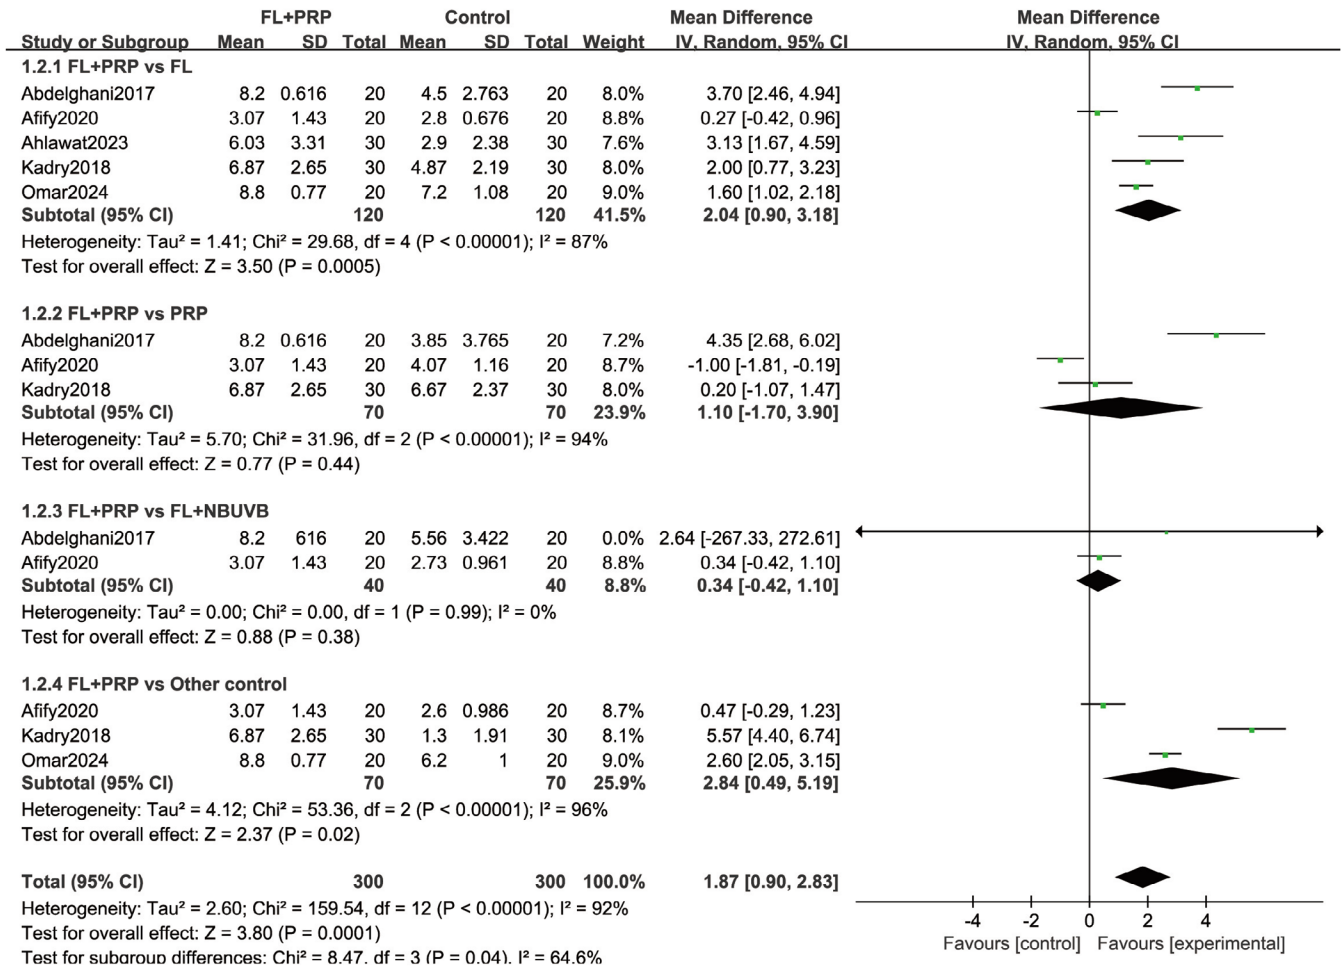 FL+PRP Control Mean Difference Mean Difference
Study or Subgroup Mean SD Total Mean SD Total Weight IV, Random, 95% CI IV, Random, 95% CI
1.2.1 FL+PRP vs FL
Abdelghani2017 8.2 0.616 20 4.5 2.763 20 8.0% 3.70 [2.46, 4.94]
Afify2020 3.07 1.43 20 2.8 0.676 20 8.8% 0.27 [-0.42, 0.96]
Ahlawat2023 6.03 3.31 30 2.9 2.38 30 7.6% 3.13 [1.67, 4.59]
Kadry2018 6.87 2.65 30 4.87 2.19 30 8.0% 2.00 [0.77, 3.23]
Omar2024 8.8 0.77 20 7.2 1.08 20 9.0% 1.60 [1.02, 2.18]
Subtotal (95% CI) 120 120 41.5% 2.04 [0.90, 3.18]
Heterogeneity: Tau² = 1.41; Chi² = 29.68, df = 4 (P < 0.00001); I² = 87%
Test for overall effect: Z = 3.50 (P = 0.0005)
1.2.2 FL+PRP vs PRP
Abdelghani2017 8.2 0.616 20 3.85 3.765 20 7.2% 4.35 [2.68, 6.02]
Afify2020 3.07 1.43 20 4.07 1.16 20 8.7% -1.00 [-1.81, -0.19]
Kadry2018 6.87 2.65 30 6.67 2.37 30 8.0% 0.20 [-1.07, 1.47]
Subtotal (95% CI) 70 70 23.9% 1.10 [-1.70, 3.90]
Heterogeneity: Tau² = 5.70; Chi² = 31.96, df = 2 (P < 0.00001); I² = 94%
Test for overall effect: Z = 0.77 (P = 0.44)
1.2.3 FL+PRP vs FL+NBUVB
Abdelghani2017 8.2 616 20 5.56 3.422 20 0.0% 2.64 [-267.33, 272.61]
Afify2020 3.07 1.43 20 2.73 0.961 20 8.8% 0.34 [-0.42, 1.10]
Subtotal (95% CI) 40 40 8.8% 0.34 [-0.42, 1.10]
Heterogeneity: Tau² = 0.00; Chi² = 0.00, df = 1 (P = 0.99); I² = 0%
Test for overall effect: Z = 0.88 (P = 0.38)
1.2.4 FL+PRP vs Other control
Afify2020 3.07 1.43 20 2.6 0.986 20 8.7% 0.47 [-0.29, 1.23]
Kadry2018 6.87 2.65 30 1.3 1.91 30 8.1% 5.57 [4.40, 6.74]
Omar2024 8.8 0.77 20 6.2 1 20 9.0% 2.60 [2.05, 3.15]
Subtotal (95% CI) 70 70 25.9% 2.84 [0.49, 5.19]
Heterogeneity: Tau² = 4.12; Chi² = 53.36, df = 2 (P < 0.00001); I² = 96%
Test for overall effect: Z = 2.37 (P = 0.02)
Total (95% CI) 300 300 100.0% 1.87 [0.90, 2.83]
Heterogeneity: Tau² = 2.60; Chi² = 159.54, df = 12 (P < 0.00001); I² = 92%
Test for overall effect: Z = 3.80 (P = 0.0001)
Test for subgroup differences: Chi² = 8.47, df = 3 (P = 0.04), I² = 64.6%
-4 -2 0 2 4
Favours [control] Favours [experimental]